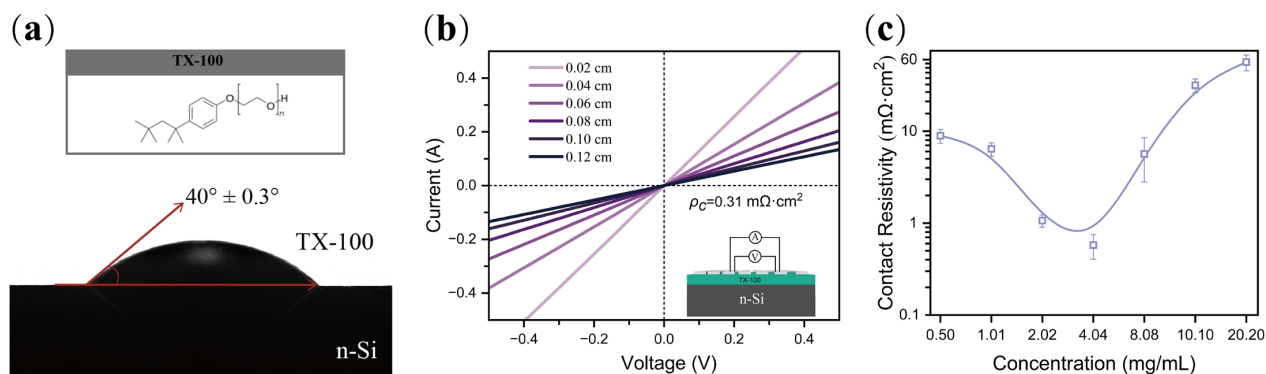 (a)
TX-100
O
O
H
n
40° ± 0.3°
TX-100
n-Si
(b)
0.02 cm
0.04 cm
0.06 cm
0.08 cm
0.10 cm
0.12 cm
0.4
0.2
0.0
−0.2
−0.4
Current (A)
−0.4 −0.2 0.0 0.2 0.4
Voltage (V)
ρC=0.31 mΩ·cm²
A
V
TX-100
n-Si
(c)
60
10
1
0.1
Contact Resistivity (mΩ·cm²)
0.50 1.01 2.02 4.04 8.08 10.10 20.20
Concentration (mg/mL)